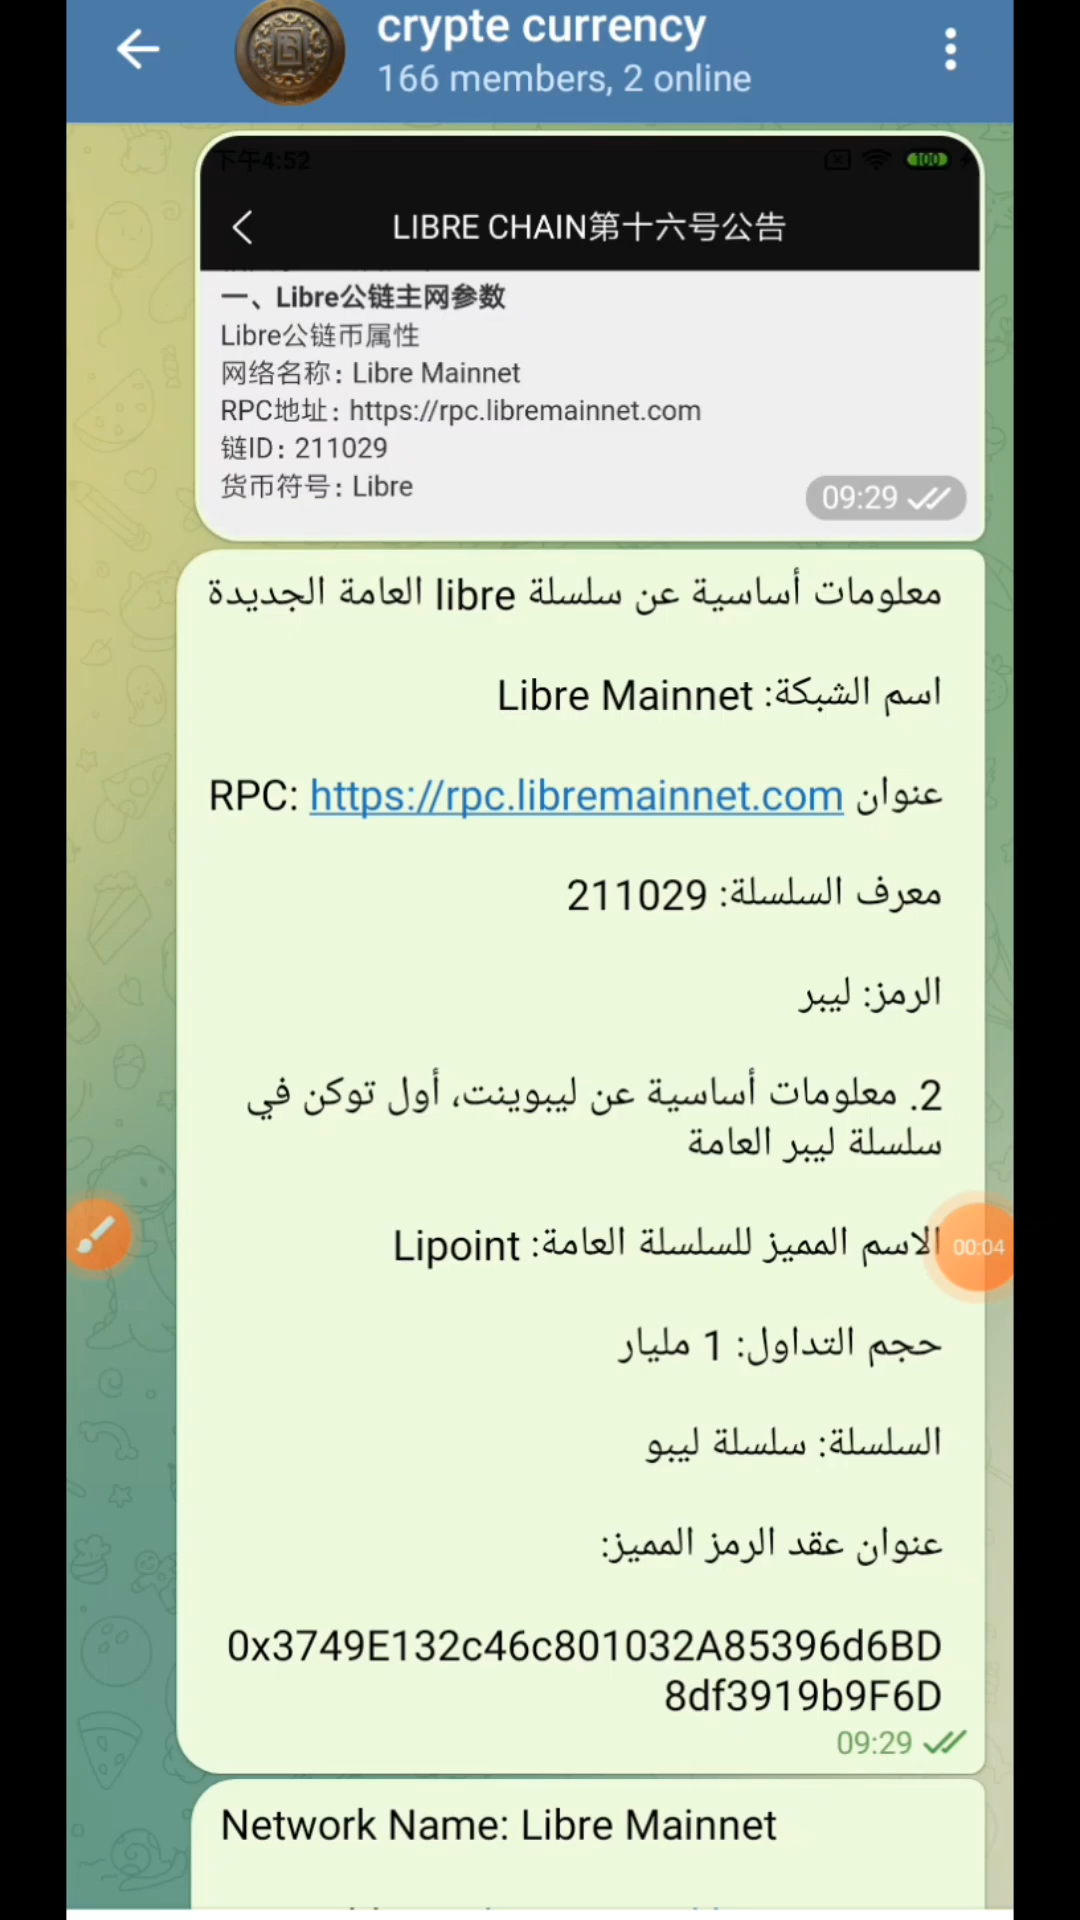 crypte currency
166 members, 2 online
下午4:52
100
LIBRE CHAIN第十六号公告
一、Libre公链主网参数
Libre公链币属性
网络名称：Libre Mainnet
RPC地址：https://rpc.libremainnet.com
链ID：211029
货币符号：Libre
09:29
معلومات أساسية عن سلسلة libre العامة الجديدة
اسم الشبكة: Libre Mainnet
عنوان RPC: https://rpc.libremainnet.com
معرف السلسلة: 211029
الرمز: ليبر
2. معلومات أساسية عن ليبوينت، أول توكن في
سلسلة ليبر العامة
الاسم المميز للسلسلة العامة: Lipoint
00:04
حجم التداول: 1 مليار
السلسلة: سلسلة ليبو
عنوان عقد الرمز المميز:
0x3749E132c46c801032A85396d6BD
8df3919b9F6D
09:29
Network Name: Libre Mainnet